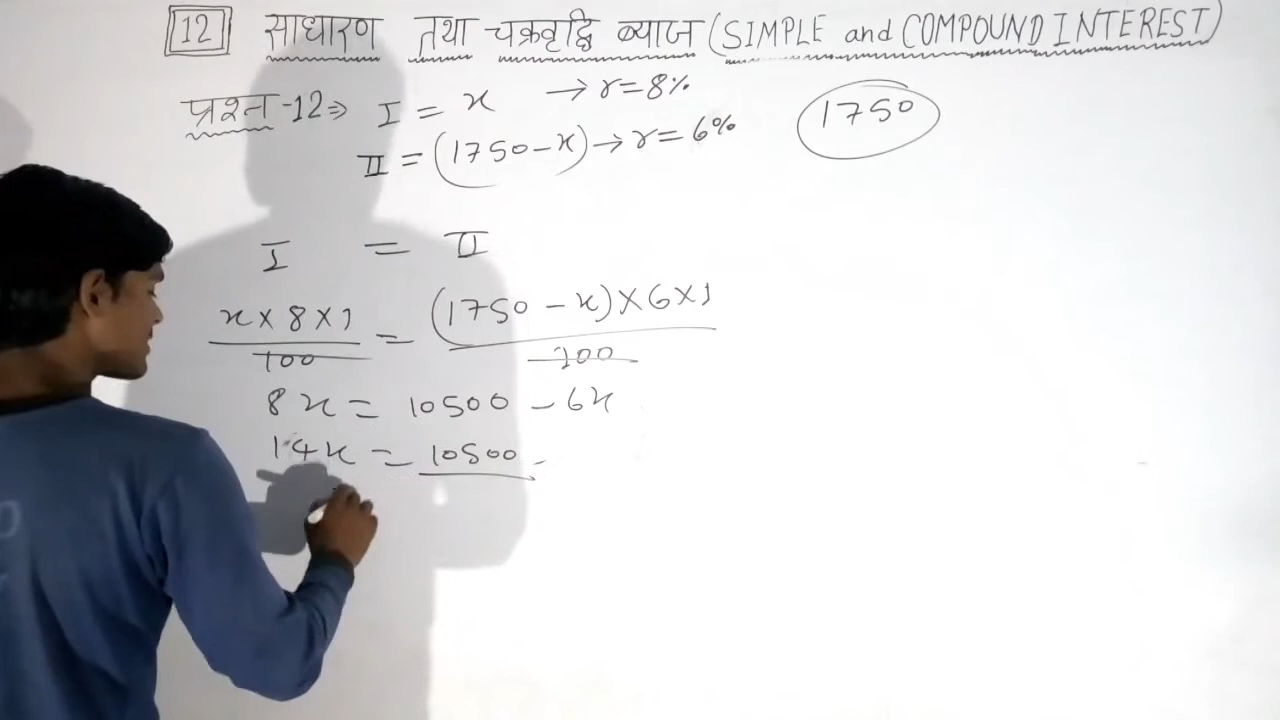 12 साधारण तथा चक्रवृद्धि ब्याज (SIMPLE and COMPOUND INTEREST)
प्रश्न-12⇒ I = x → r=8%
II = (1750-x) → r= 6%
1750
I = II
x×8×1/100 = (1750-x)×6×1/100
8x = 10500 - 6x
14x = 10500